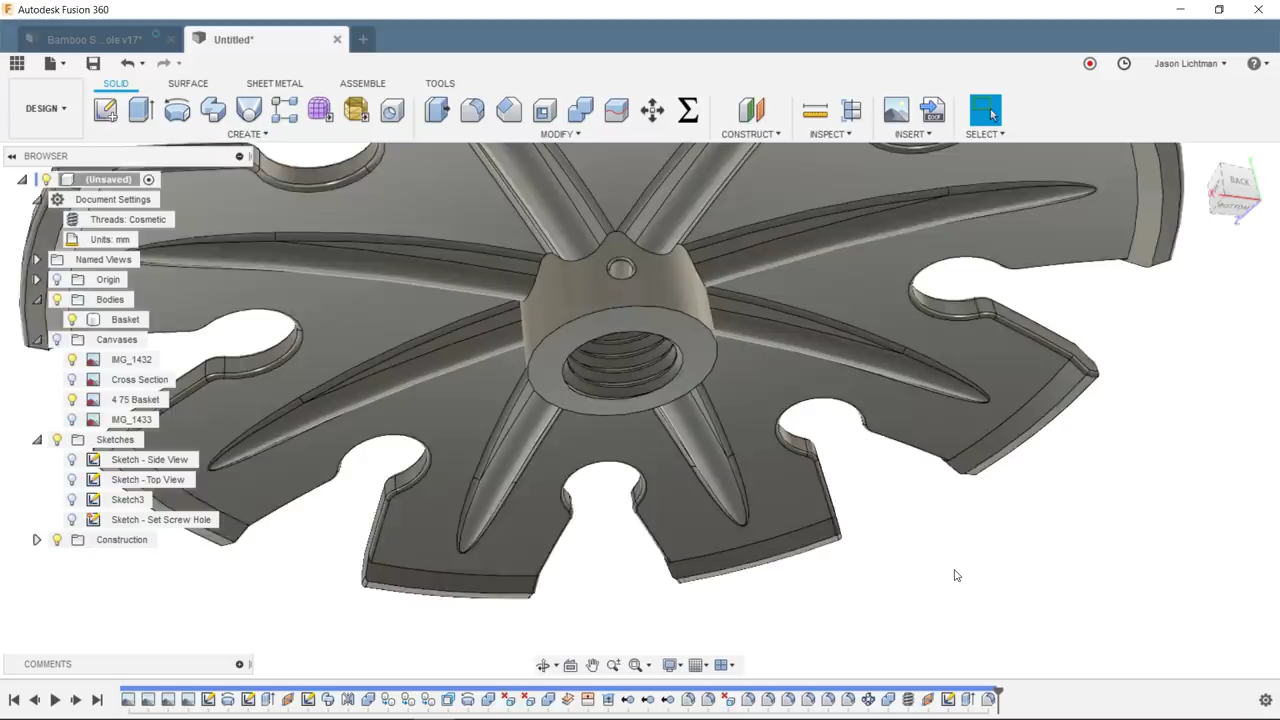 Autodesk Fusion 360
Bamboo S...ole v17*
Untitled*
Jason Lichtman
SOLID SURFACE SHEET METAL ASSEMBLE TOOLS
DESIGN
CREATE MODIFY CONSTRUCT INSPECT INSERT SELECT
BROWSER
(Unsaved)
Document Settings
Threads: Cosmetic
Units: mm
Named Views
Origin
Bodies
Basket
Canvases
IMG_1432
Cross Section
4 75 Basket
IMG_1433
Sketches
Sketch - Side View
Sketch - Top View
Sketch3
Sketch - Set Screw Hole
Construction
BACK
BOTTOM
COMMENTS